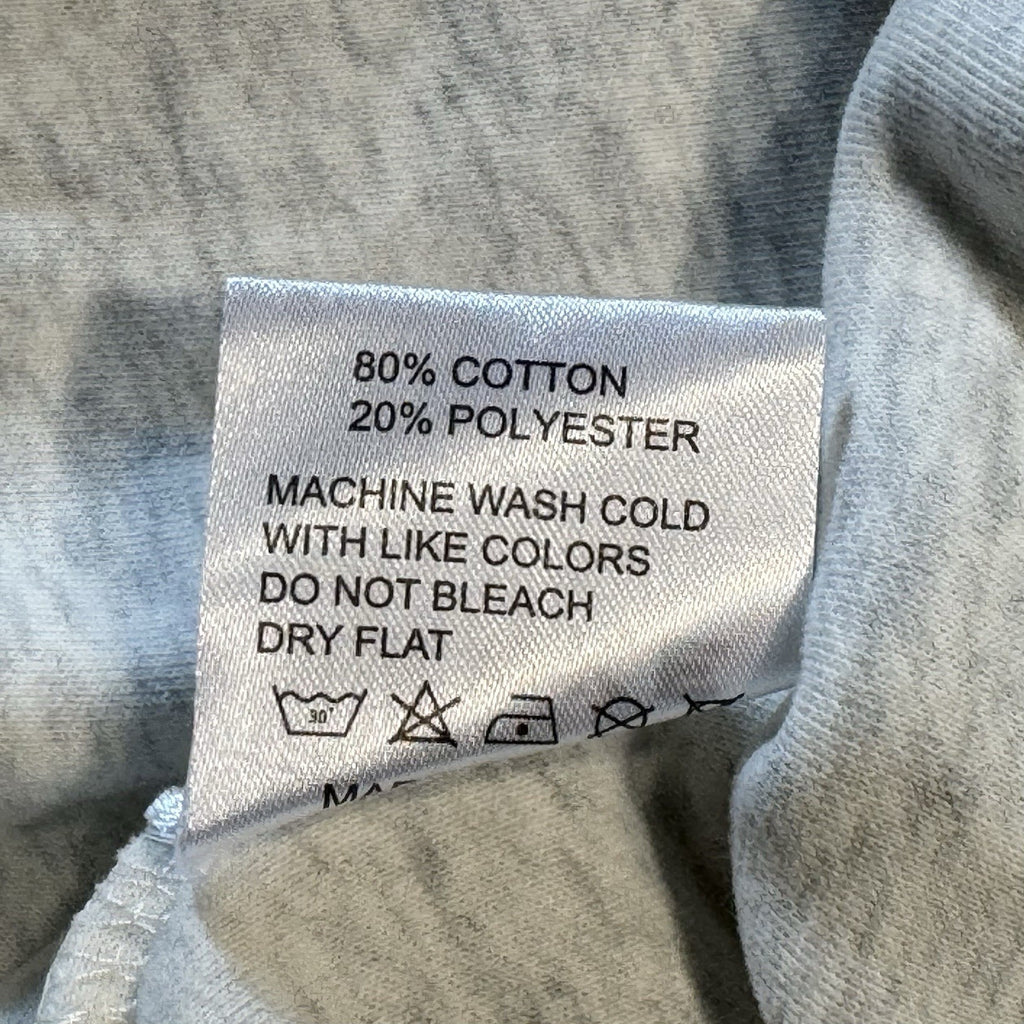 80% COTTON
20% POLYESTER
MACHINE WASH COLD
WITH LIKE COLORS
DO NOT BLEACH
DRY FLAT
30°